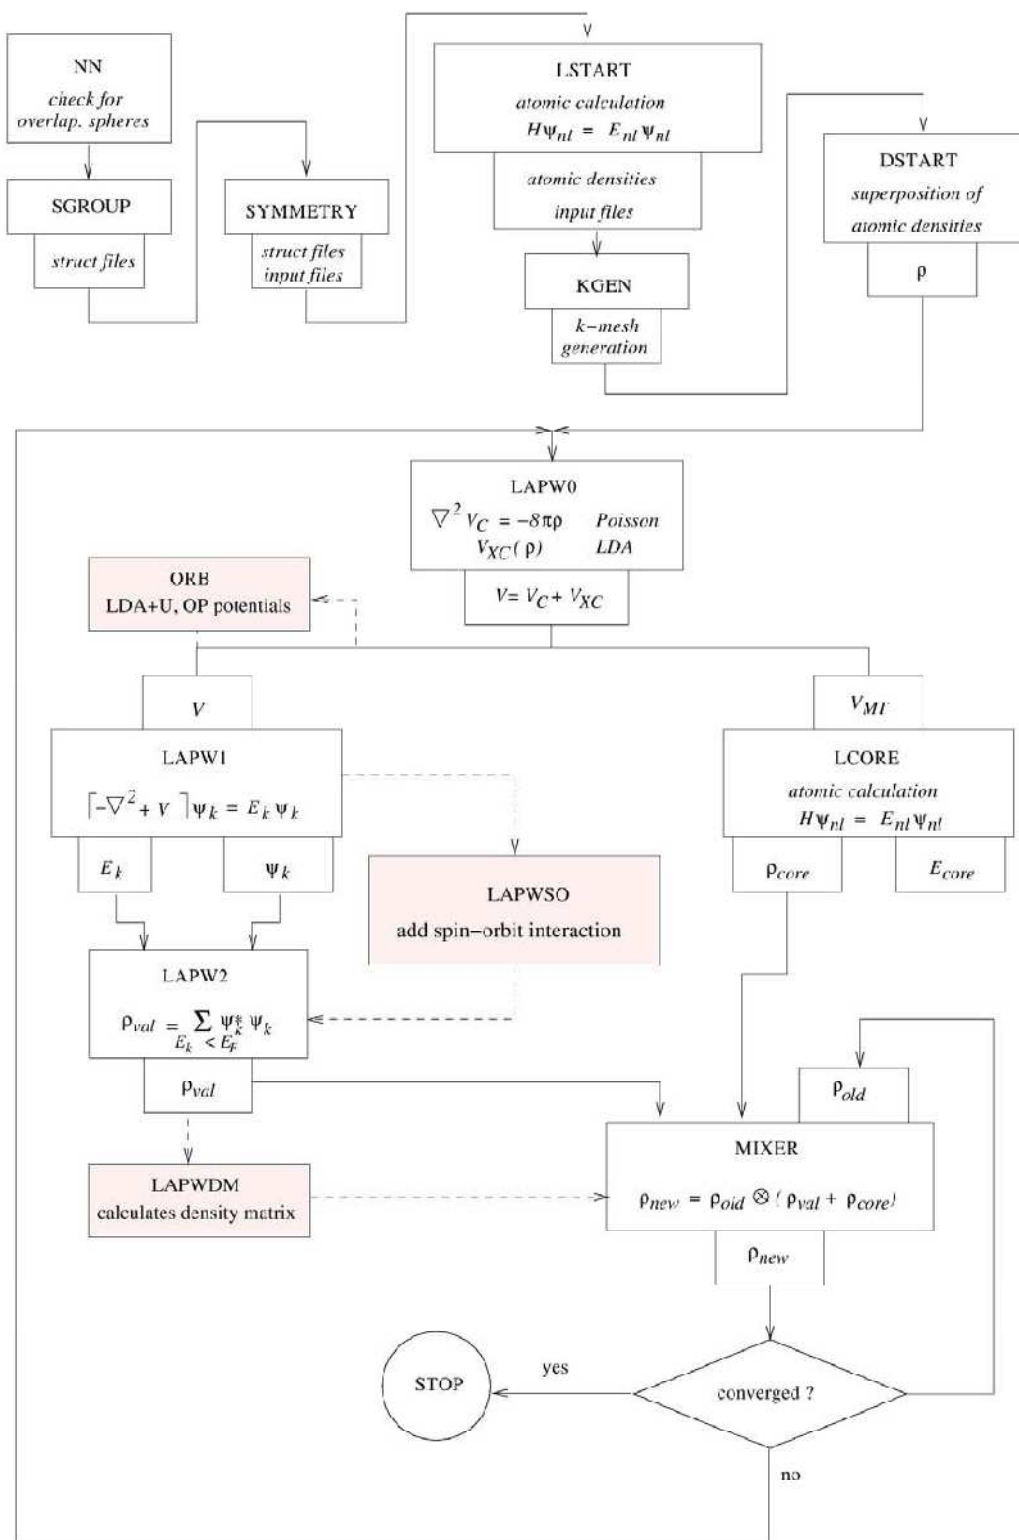 NN
check for
overlap. spheres
SGROUP
struct files
SYMMETRY
struct files
input files
LSTART
atomic calculation
Hψnl = Enl ψnl
atomic densities
input files
KGEN
k-mesh
generation
DSTART
superposition of
atomic densities
ρ
LAPW0
∇² VC = -8πρ Poisson
VXC(ρ) LDA
V = VC + VXC
ORB
LDA+U, OP potentials
V
LAPW1
⌈-∇² + V ⌉ψk = Ek ψk
Ek ψk
VMT
LCORE
atomic calculation
Hψnl = Enl ψnl
ρcore Ecore
LAPWSO
add spin-orbit interaction
LAPW2
ρval = Σ ψk* ψk
Ek < EF
ρval
ρold
LAPWDM
calculates density matrix
MIXER
ρnew = ρold ⊗ (ρval + ρcore)
ρnew
STOP
yes
converged ?
no